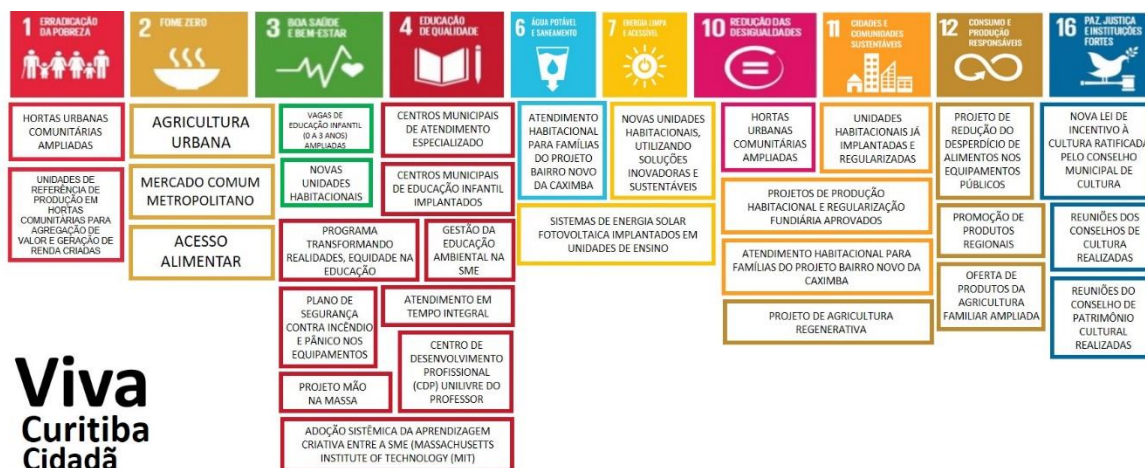 1 ERRADICAÇÃO
DA POBREZA
2 FOME ZERO
3 BOA SAÚDE
E BEM-ESTAR
4 EDUCAÇÃO
DE QUALIDADE
6 ÁGUA POTÁVEL
E SANEAMENTO
7 ENERGIA LIMPA
E ACESSÍVEL
10 REDUÇÃO DAS
DESIGUALDADES
11 CIDADES E
COMUNIDADES
SUSTENTÁVEIS
12 CONSUMO E
PRODUÇÃO
RESPONSÁVEIS
16 PAZ, JUSTIÇA
E INSTITUIÇÕES
FORTES
HORTAS URBANAS
COMUNITÁRIAS
AMPLIADAS
UNIDADES DE
REFERÊNCIA DE
PRODUÇÃO EM
HORTAS
COMUNITÁRIAS PARA
AGREGAÇÃO DE
VALOR E GERAÇÃO DE
RENDA CRIADAS
AGRICULTURA
URBANA
MERCADO COMUM
METROPOLITANO
ACESSO
ALIMENTAR
VAGAS DE
EDUCAÇÃO INFANTIL
(0 A 3 ANOS)
AMPLIADAS
NOVAS
UNIDADES
HABITACIONAIS
CENTROS MUNICIPAIS
DE ATENDIMENTO
ESPECIALIZADO
CENTROS MUNICIPAIS
DE EDUCAÇÃO INFANTIL
IMPLANTADOS
PROGRAMA
TRANSFORMANDO
REALIDADES, EQUIDADE NA
EDUCAÇÃO
GESTÃO DA
EDUCAÇÃO
AMBIENTAL NA
SME
PLANO DE
SEGURANÇA
CONTRA INCÊNDIO
E PÂNICO NOS
EQUIPAMENTOS
ATENDIMENTO EM
TEMPO INTEGRAL
PROJETO MÃO
NA MASSA
CENTRO DE
DESENVOLVIMENTO
PROFISSIONAL
(CDP) UNILIVRE DO
PROFESSOR
ADOÇÃO SISTÊMICA DA APRENDIZAGEM
CRIATIVA ENTRE A SME (MASSACHUSETTS
INSTITUTE OF TECHNOLOGY (MIT)
ATENDIMENTO
HABITACIONAL
PARA FAMÍLIAS
DO PROJETO
BAIRRO NOVO
DA CAXIMBA
NOVAS UNIDADES
HABITACIONAIS,
UTILIZANDO
SOLUÇÕES
INOVADORAS E
SUSTENTÁVEIS
SISTEMAS DE ENERGIA SOLAR
FOTOVOLTAICA IMPLANTADOS EM
UNIDADES DE ENSINO
HORTAS
URBANAS
COMUNITÁRIAS
AMPLIADAS
UNIDADES
HABITACIONAIS JÁ
IMPLANTADAS E
REGULARIZADAS
PROJETOS DE PRODUÇÃO
HABITACIONAL E REGULARIZAÇÃO
FUNDIÁRIA APROVADOS
ATENDIMENTO HABITACIONAL PARA
FAMÍLIAS DO PROJETO BAIRRO NOVO DA
CAXIMBA
PROJETO DE AGRICULTURA
REGENERATIVA
PROJETO DE
REDUÇÃO DO
DESPERDÍCIO DE
ALIMENTOS NOS
EQUIPAMENTOS
PÚBLICOS
PROMOÇÃO DE
PRODUTOS
REGIONAIS
OFERTA DE
PRODUTOS DA
AGRICULTURA
FAMILIAR AMPLIADA
NOVA LEI DE
INCENTIVO À
CULTURA RATIFICADA
PELO CONSELHO
MUNICIPAL DE
CULTURA
REUNIÕES DOS
CONSELHOS DE
CULTURA
REALIZADAS
REUNIÕES DO
CONSELHO DE
PATRIMÔNIO
CULTURAL
REALIZADAS
Viva
Curitiba
Cidadã